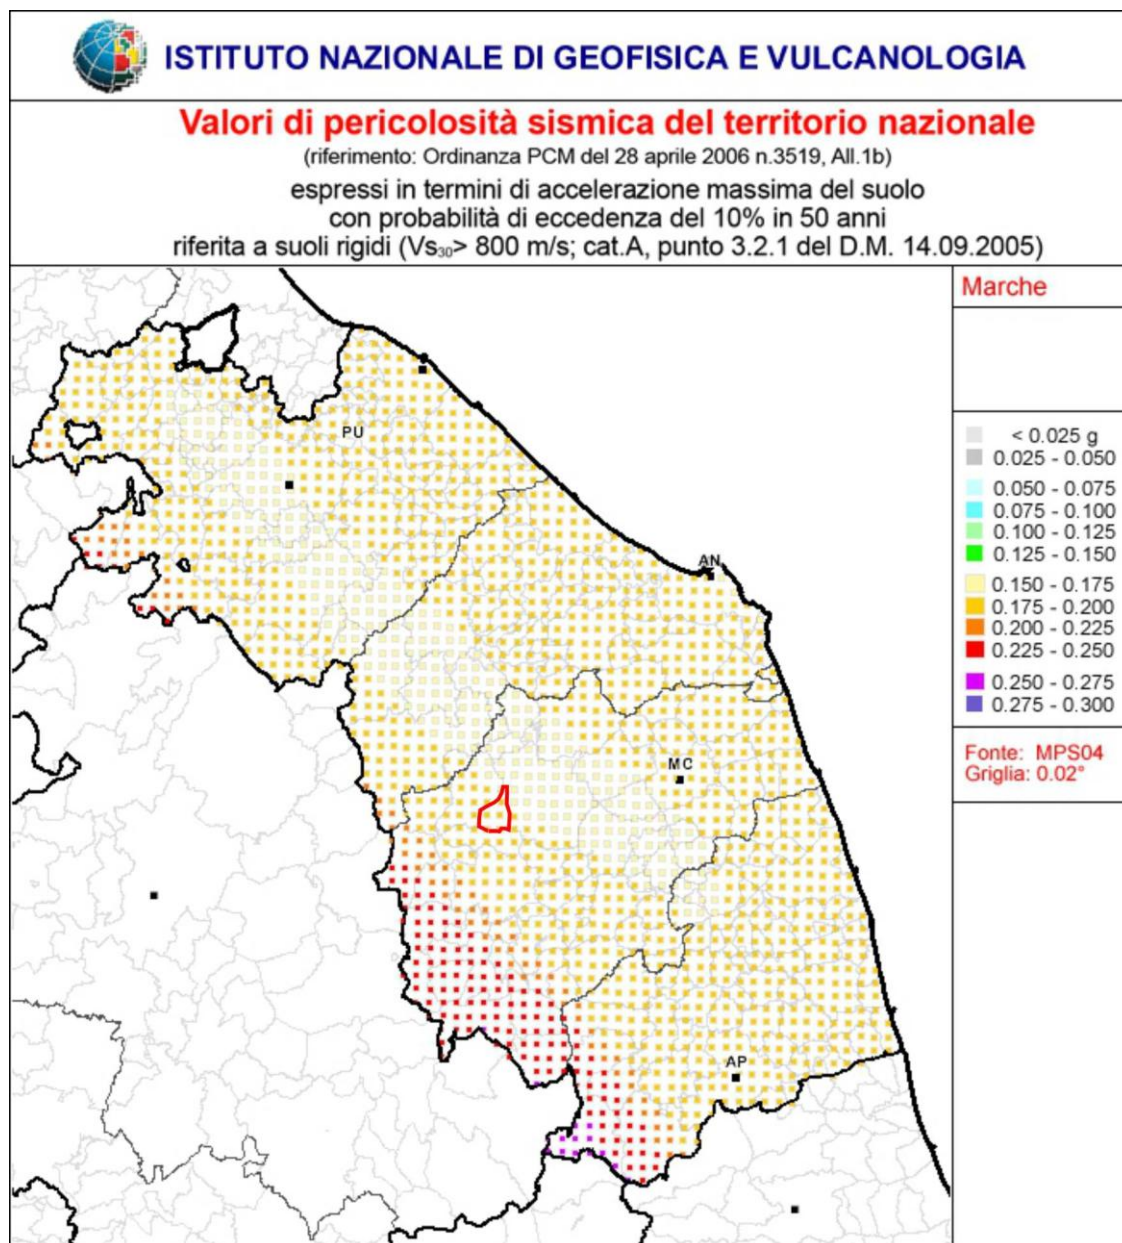 ISTITUTO NAZIONALE DI GEOFISICA E VULCANOLOGIA
Valori di pericolosità sismica del territorio nazionale
(riferimento: Ordinanza PCM del 28 aprile 2006 n.3519, All.1b)
espressi in termini di accelerazione massima del suolo
con probabilità di eccedenza del 10% in 50 anni
riferita a suoli rigidi (Vs₃₀> 800 m/s; cat.A, punto 3.2.1 del D.M. 14.09.2005)
Marche
PU
AN
MC
AP
< 0.025 g
0.025 - 0.050
0.050 - 0.075
0.075 - 0.100
0.100 - 0.125
0.125 - 0.150
0.150 - 0.175
0.175 - 0.200
0.200 - 0.225
0.225 - 0.250
0.250 - 0.275
0.275 - 0.300
Fonte: MPS04
Griglia: 0.02°